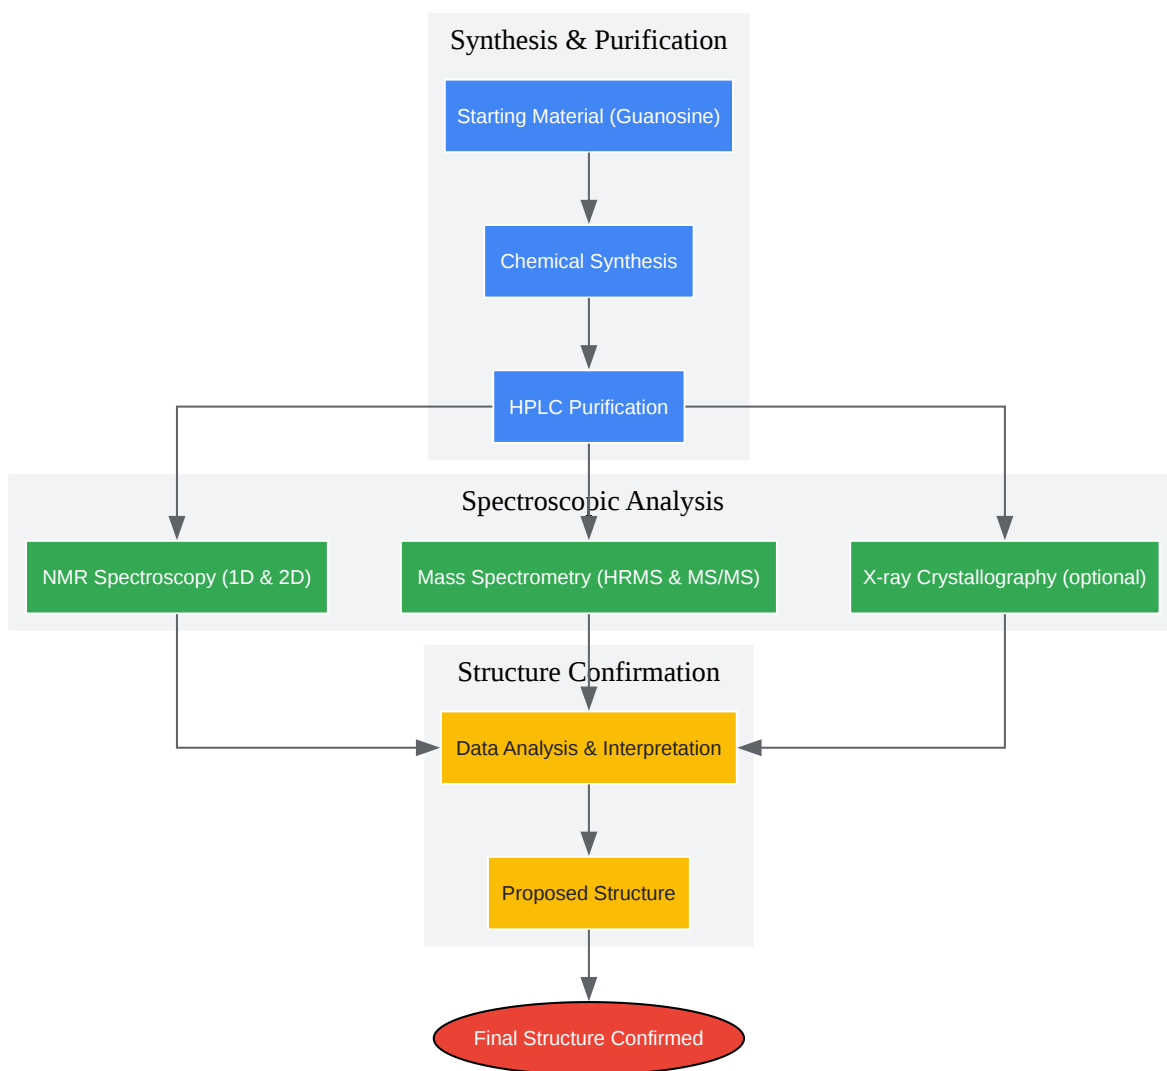 Synthesis & Purification
Starting Material (Guanosine)
Chemical Synthesis
HPLC Purification
Spectroscopic Analysis
NMR Spectroscopy (1D & 2D)
Mass Spectrometry (HRMS & MS/MS)
X-ray Crystallography (optional)
Structure Confirmation
Data Analysis & Interpretation
Proposed Structure
Final Structure Confirmed